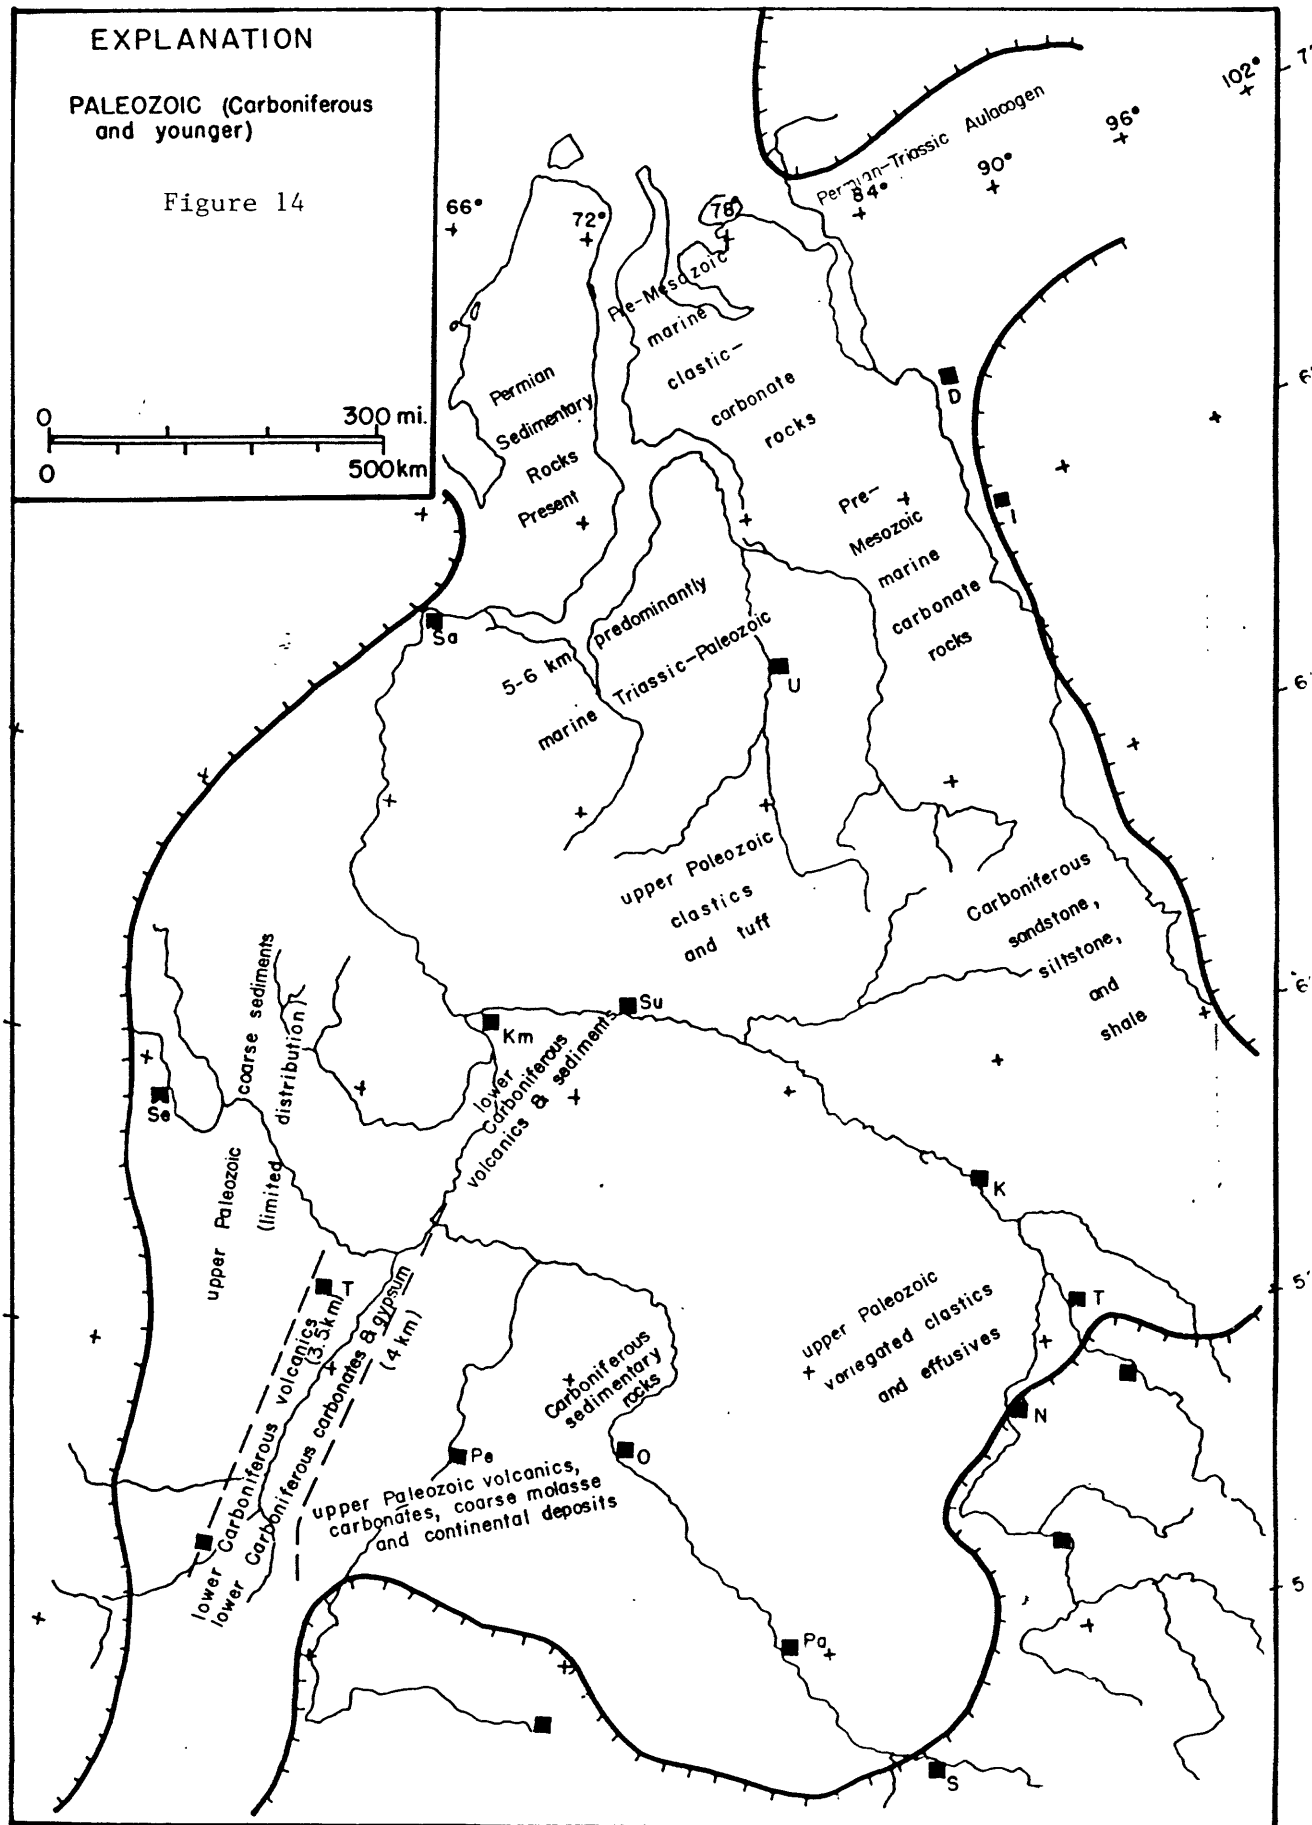 EXPLANATION
PALEOZOIC (Carboniferous
and younger)
Figure 14
0 300 mi.
0 500km
102°
96°
90°
84°
78°
72°
66°
Permian-Triassic Aulacogen
Pre-Mesozoic
marine
clastic-
carbonate
rocks
Permian
Sedimentary
Rocks
Present
D
I
Pre-
Mesozoic
marine
carbonate
rocks
Sa
5-6 km predominantly
marine Triassic-Paleozoic
U
upper Poleozoic
clastics
and tuff
Carboniferous
sandstone,
siltstone,
and
shale
Su
Km
lower
Carboniferous
volcanics & sediments
Se
upper Paleozoic
coarse sediments
(limited distribution)
K
T
T
lower Carboniferous volcanics
(3.5km)
lower Carboniferous carbonates & gypsum
(4 km)
Carboniferous
sedimentary
rocks
upper Paleozoic
variegated clastics
and effusives
N
Pe
O
upper Paleozoic volcanics,
carbonates, coarse molasse
and continental deposits
Pa
S